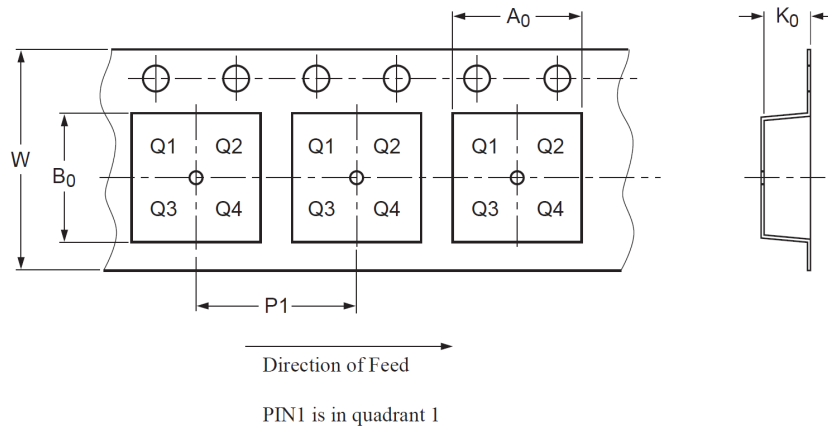 A0
K0
W
B0
Q1 Q2 Q1 Q2 Q1 Q2
Q3 Q4 Q3 Q4 Q3 Q4
P1
Direction of Feed
PIN1 is in quadrant 1